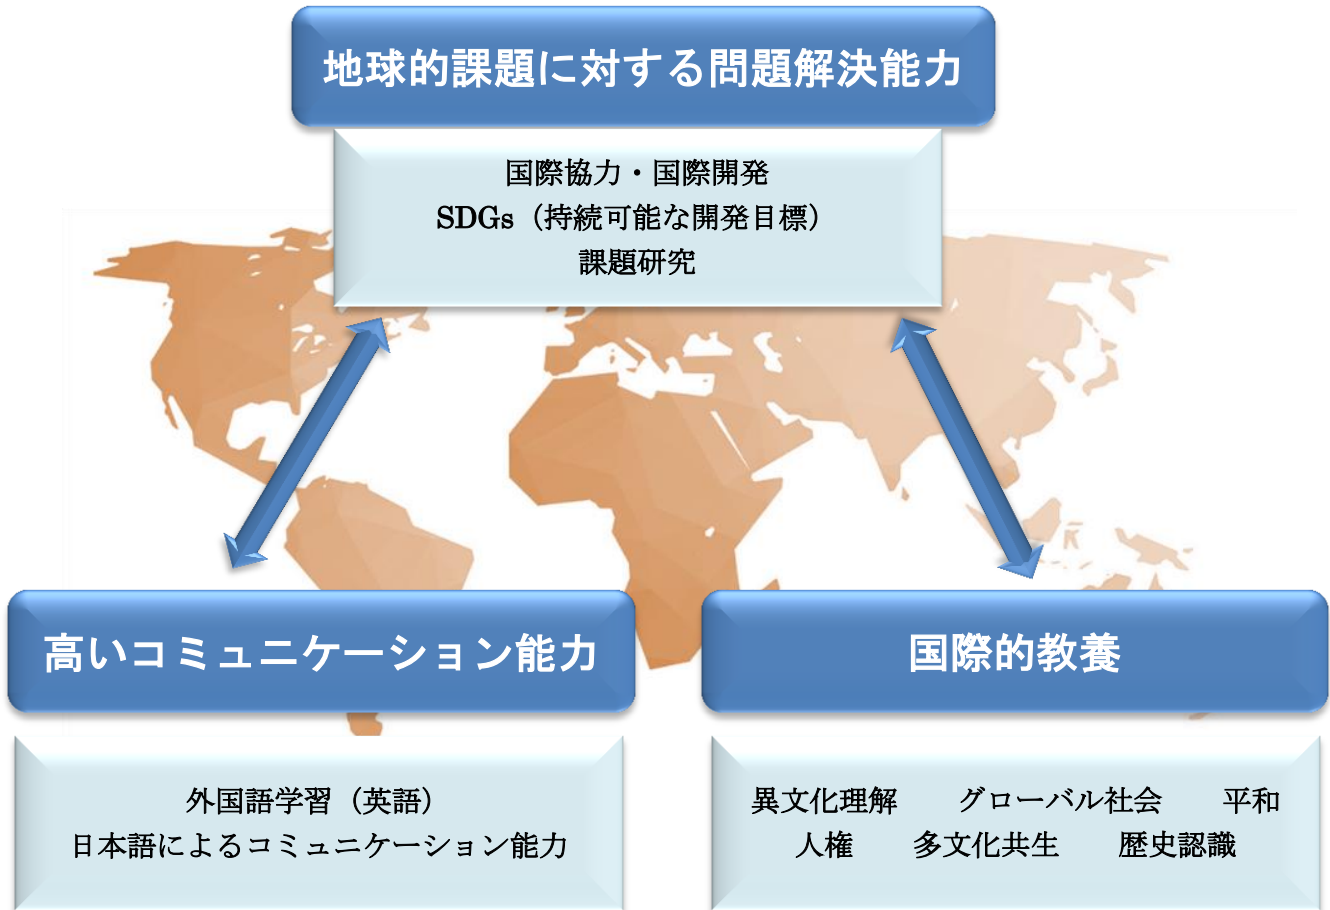 地球的課題に対する問題解決能力
国際協力・国際開発
SDGs（持続可能な開発目標）
課題研究
高いコミュニケーション能力
外国語学習（英語）
日本語によるコミュニケーション能力
国際的教養
異文化理解　グローバル社会　平和
人権　多文化共生　歴史認識